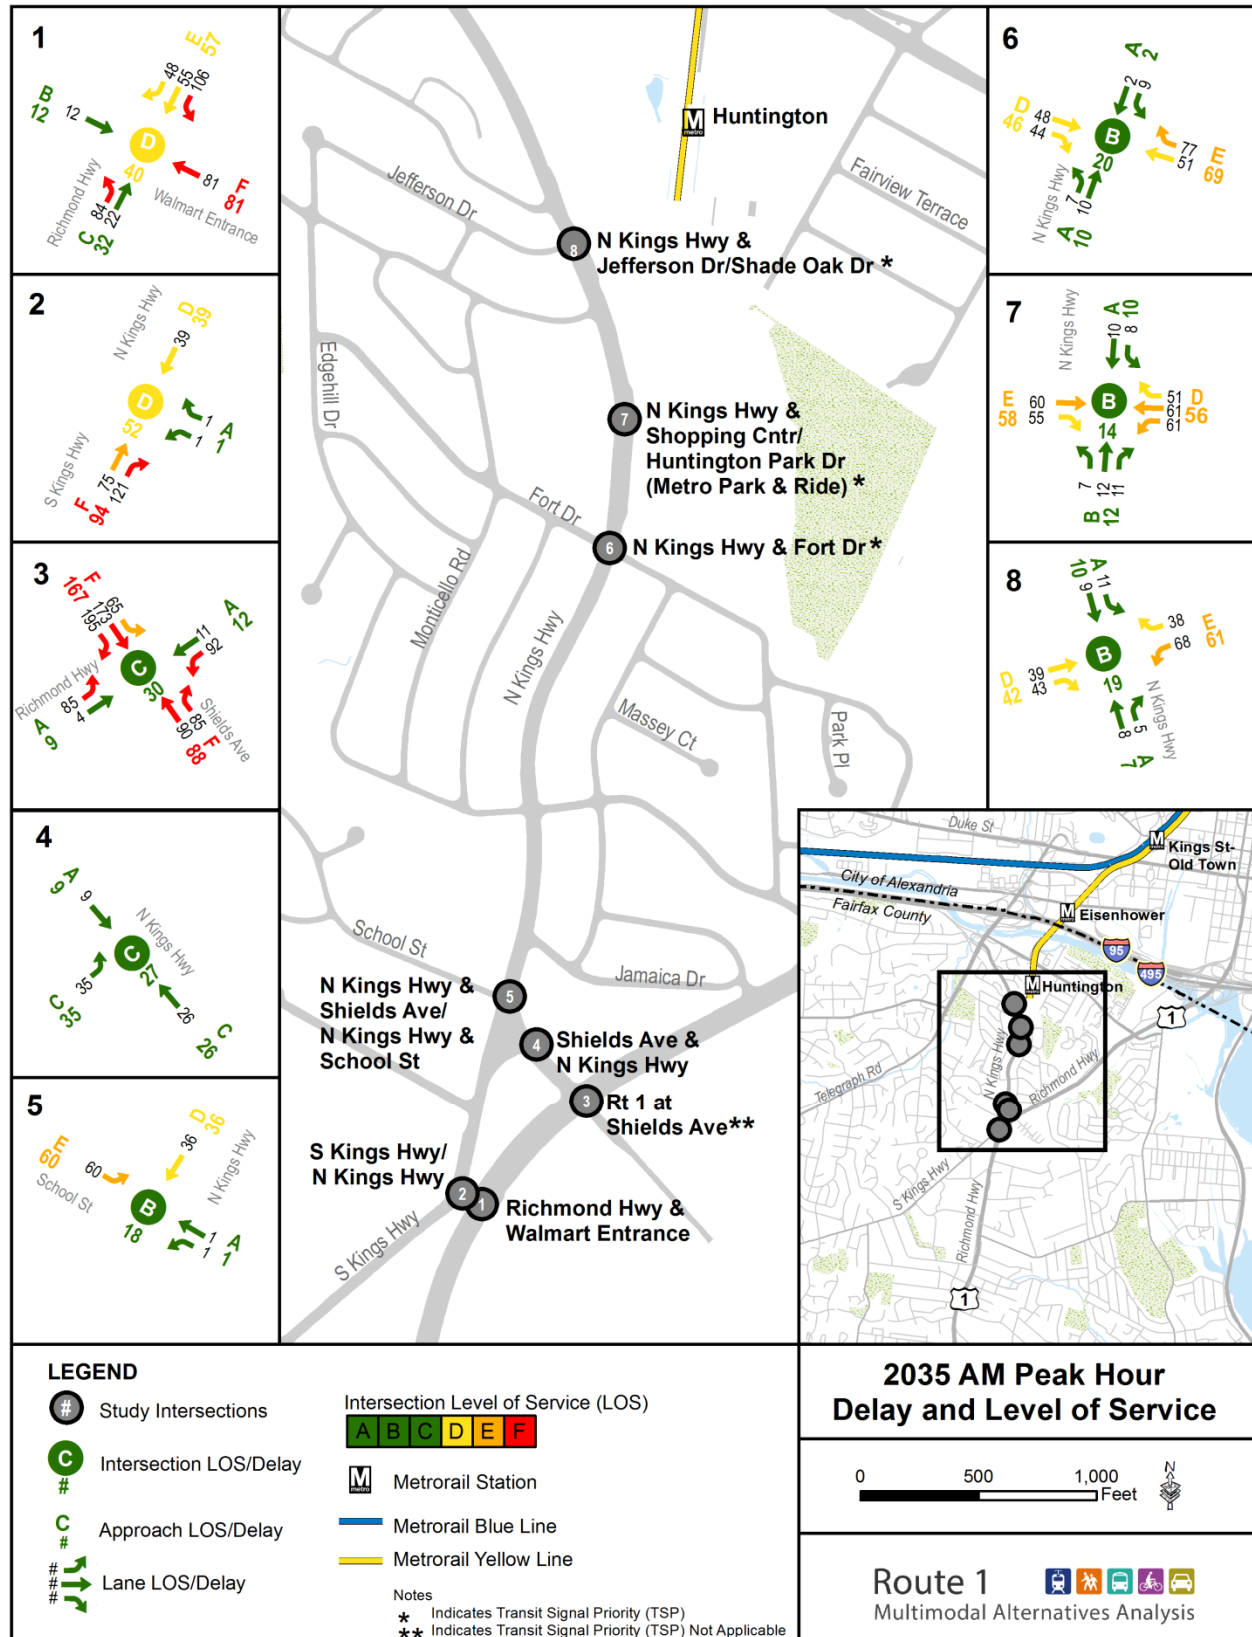 1
E
57
48
55
106
B
12
12
D
40
81
F
81
Richmond Hwy
Walmart Entrance
84
22
C
32
2
N Kings Hwy
D
39
39
D
52
1
1
A
1
S Kings Hwy
75
121
F
94
3
F
167
65
173
195
A
12
11
92
C
30
Richmond Hwy
85
4
A
9
85
90
F
88
Shields Ave
4
A
9
9
N Kings Hwy
C
27
35
C
35
26
C
26
5
E
60
60
School St
D
36
36
N Kings Hwy
B
18
1
1
A
1
6
A
2
2
9
D
46
48
44
B
20
77
51
E
69
N Kings Hwy
7
10
A
10
7
N Kings Hwy
A
10
10
8
E
58
60
55
B
14
51
61
61
D
56
7
12
11
B
12
8
A
10
9
11
38
68
E
61
D
42
39
43
B
19
8
5
A
7
N Kings Hwy
M
metro
Huntington
Jefferson Dr
Fairview Terrace
8
N Kings Hwy &
Jefferson Dr/Shade Oak Dr *
Edgehill Dr
7
N Kings Hwy &
Shopping Cntr/
Huntington Park Dr
(Metro Park & Ride) *
Fort Dr
6
N Kings Hwy & Fort Dr *
Monticello Rd
N Kings Hwy
Massey Ct
Park Pl
School St
Jamaica Dr
N Kings Hwy &
Shields Ave/
N Kings Hwy &
School St
5
4
Shields Ave &
N Kings Hwy
3
Rt 1 at
Shields Ave**
S Kings Hwy/
N Kings Hwy
2
1
Richmond Hwy &
Walmart Entrance
S Kings Hwy
Duke St
M
Kings St-
Old Town
City of Alexandria
Fairfax County
M
Eisenhower
95
495
M
Huntington
1
N Kings Hwy
Richmond Hwy
Telegraph Rd
S Kings Hwy
Richmond Hwy
1
LEGEND
#
Study Intersections
C
#
Intersection LOS/Delay
C
#
Approach LOS/Delay
#
#
#
Lane LOS/Delay
Intersection Level of Service (LOS)
A B C D E F
M
metro
Metrorail Station
Metrorail Blue Line
Metrorail Yellow Line
Notes
* Indicates Transit Signal Priority (TSP)
** Indicates Transit Signal Priority (TSP) Not Applicable
2035 AM Peak Hour
Delay and Level of Service
0 500 1,000
Feet
N
Route 1
Multimodal Alternatives Analysis